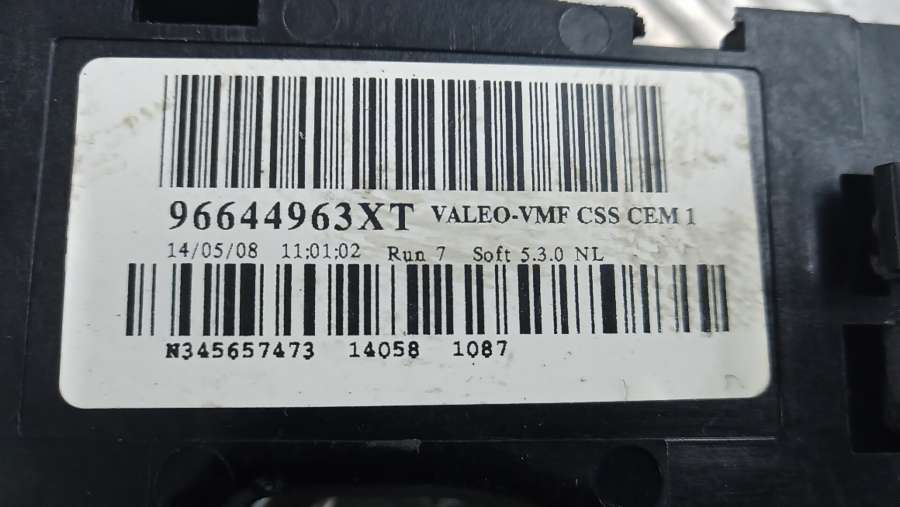 96644963XT VALEO-VMF CSS CEM 1
14/05/08 11:01:02 Run 7 Soft 5.3.0 NL
N345657473 14058 1087